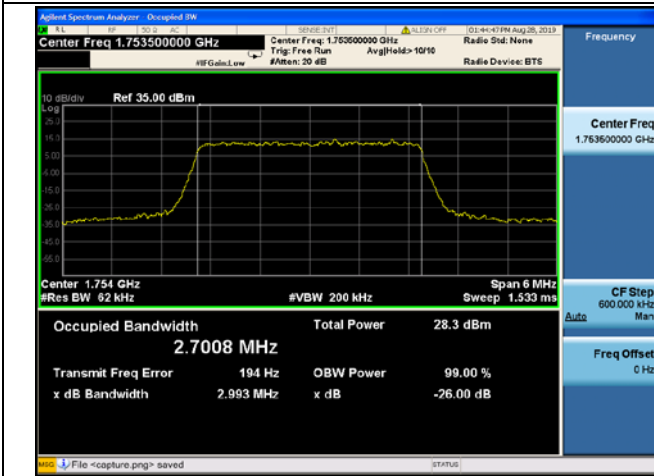 Agilent Spectrum Analyzer - Occupied BW
RL RF 50 Ω AC SENSE:INT ALIGN OFF 01:44:47 PM Aug 28, 2019
Center Freq 1.753500000 GHz
Center Freq: 1.753500000 GHz
Radio Std: None
Trig: Free Run Avg|Hold:> 10/10
#IFGain:Low #Atten: 20 dB Radio Device: BTS
Frequency
10 dB/div Ref 35.00 dBm
Log
25.0
15.0
5.00
-15.0
-35.0
-45.0
-55.0
Center Freq
1.753500000 GHz
Center 1.754 GHz Span 6 MHz
#Res BW 62 kHz #VBW 200 kHz Sweep 1.533 ms
CF Step
600.000 kHz
Auto Man
Occupied Bandwidth Total Power 28.3 dBm
2.7008 MHz
Transmit Freq Error 194 Hz OBW Power 99.00 %
x dB Bandwidth 2.993 MHz x dB -26.00 dB
Freq Offset
0 Hz
MSG File <capture.png> saved STATUS